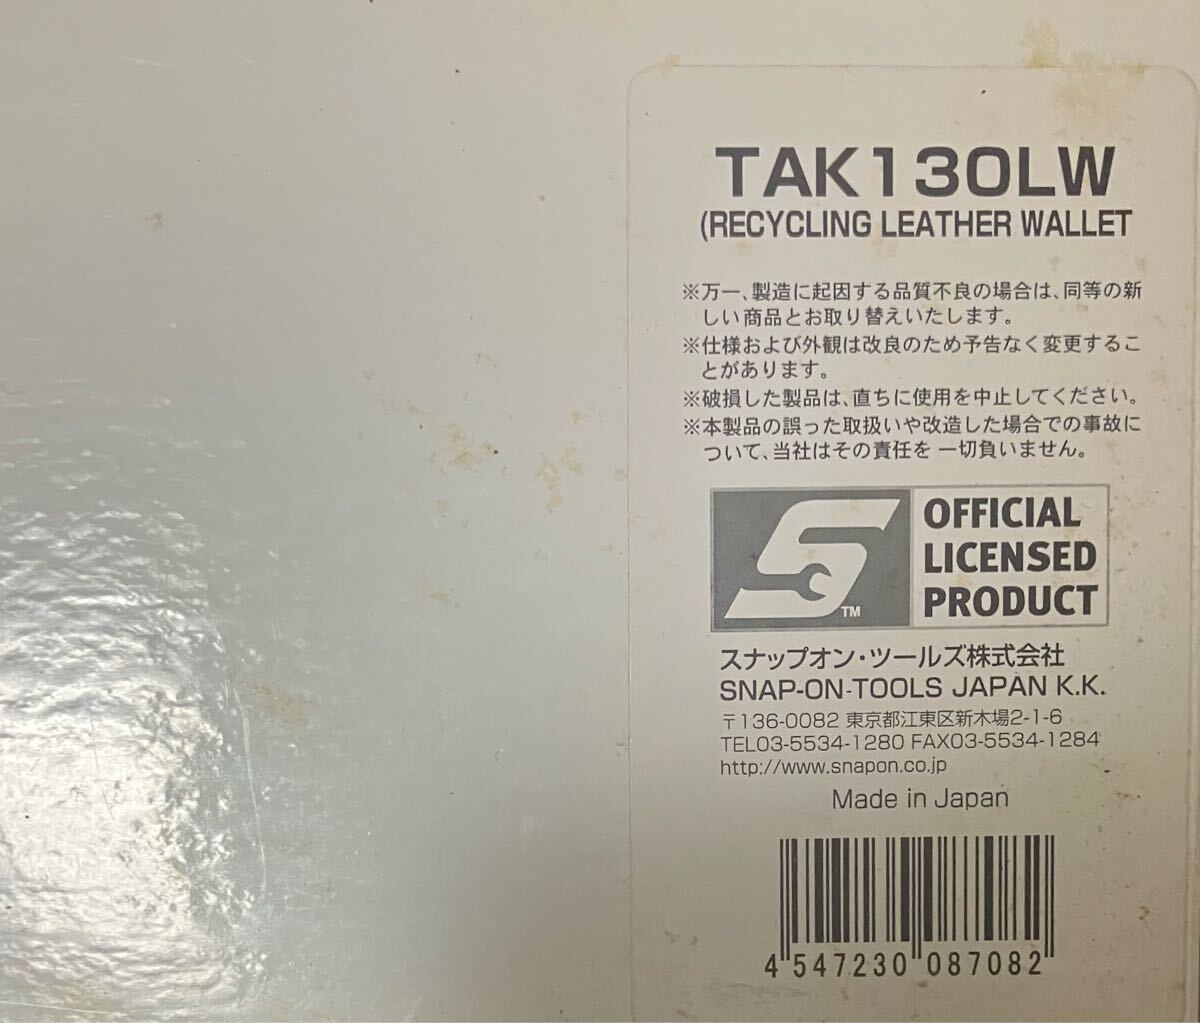 TAK130LW
(RECYCLING LEATHER WALLET
※万一、製造に起因する品質不良の場合は、同等の新
しい商品とお取り替えいたします。
※仕様および外観は改良のため予告なく変更するこ
とがあります。
※破損した製品は、直ちに使用を中止してください。
※本製品の誤った取扱いや改造した場合での事故に
ついて、当社はその責任を 一切負いません。
S TM
OFFICIAL
LICENSED
PRODUCT
スナップオン・ツールズ株式会社
SNAP-ON-TOOLS JAPAN K.K.
〒136-0082 東京都江東区新木場2-1-6
TEL03-5534-1280 FAX03-5534-1284
http://www.snapon.co.jp
Made in Japan
4 547230 087082